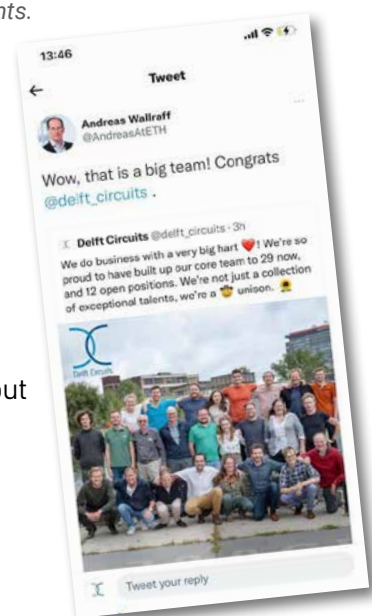 nts.
13:46
Tweet
Andreas Wallraff
@AndreasAtETH
Wow, that is a big team! Congrats
@delft_circuits .
Delft Circuits @delft_circuits · 3h
We do business with a very big hart ❤️! We're so
proud to have built up our core team to 29 now,
and 12 open positions. We're not just a collection
of exceptional talents, we're a 🤠 unison. 🌻
Delft Circuits
out
Tweet your reply